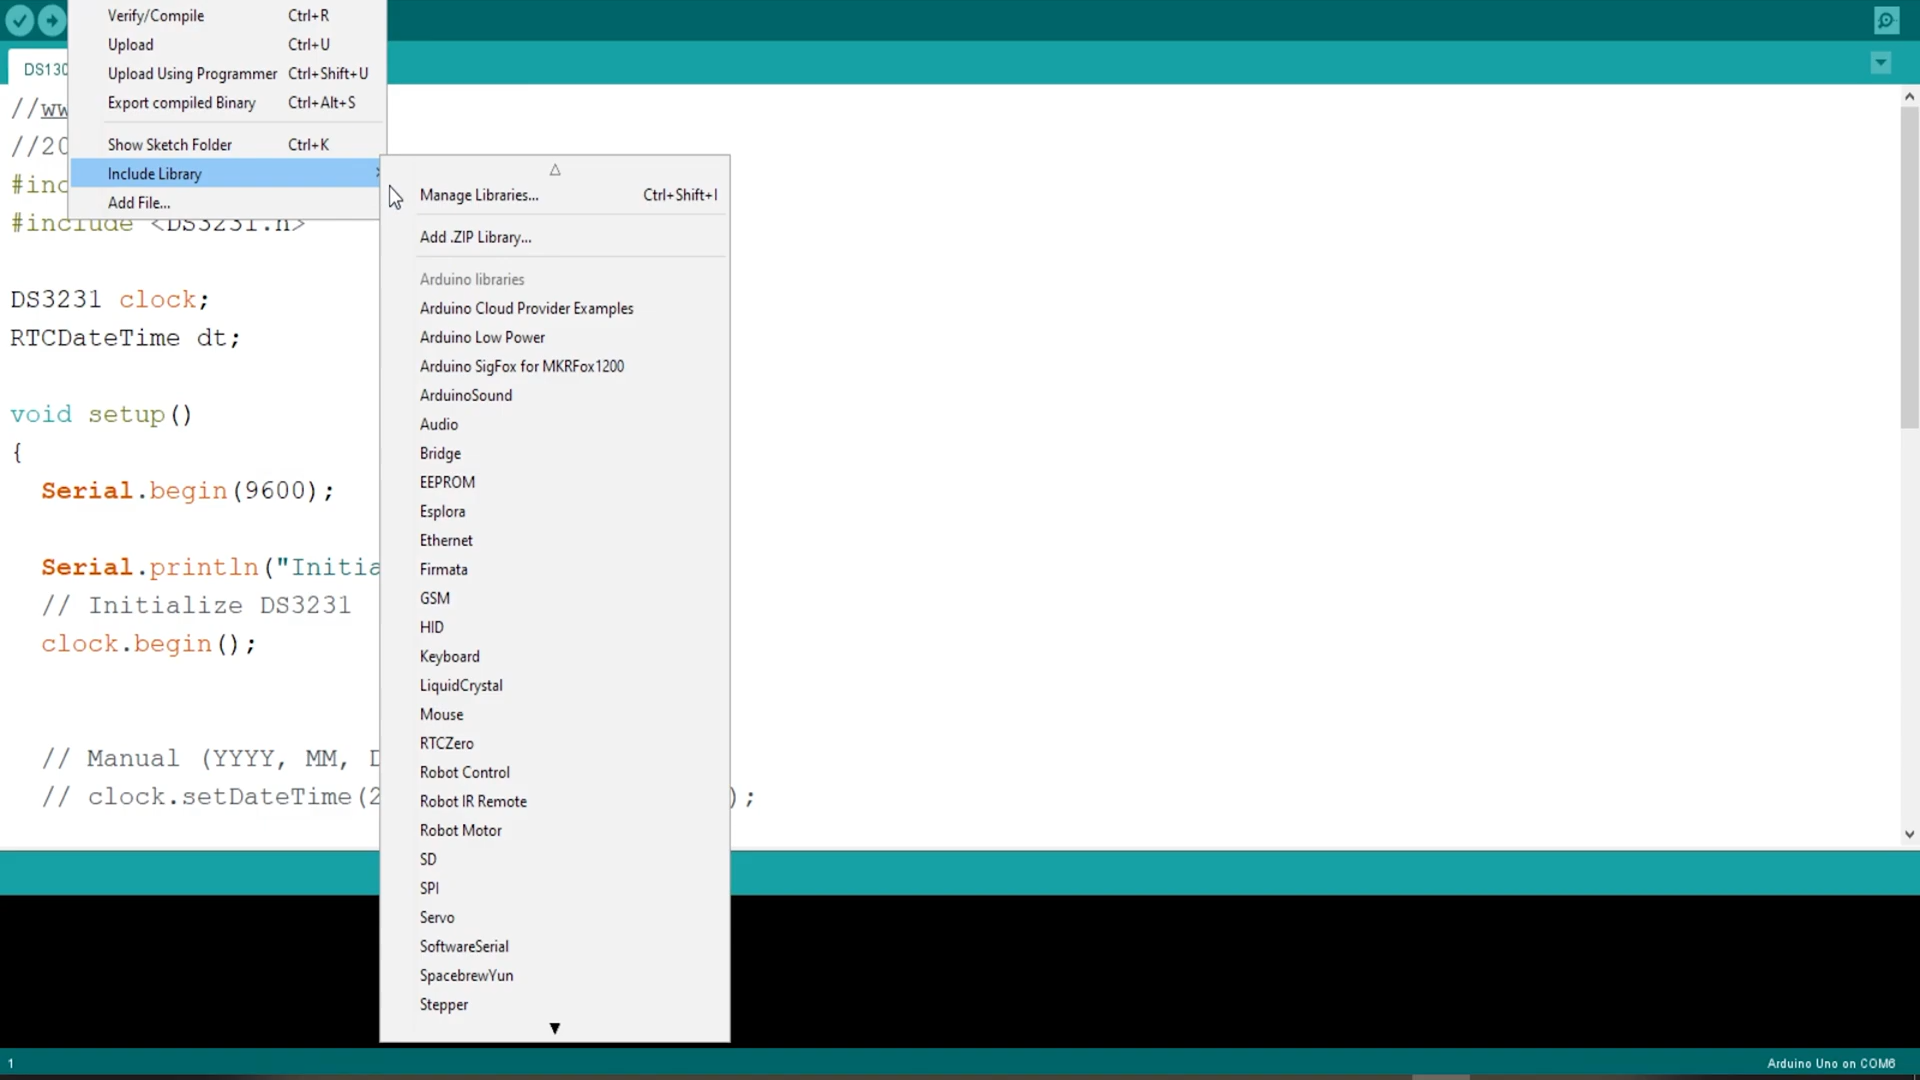 Verify/Compile Ctrl+R
Upload Ctrl+U
Upload Using Programmer Ctrl+Shift+U
Export compiled Binary Ctrl+Alt+S
Show Sketch Folder Ctrl+K
Include Library
Add File...
Manage Libraries... Ctrl+Shift+I
Add .ZIP Library...
Arduino libraries
Arduino Cloud Provider Examples
Arduino Low Power
Arduino SigFox for MKRFox1200
ArduinoSound
Audio
Bridge
EEPROM
Esplora
Ethernet
Firmata
GSM
HID
Keyboard
LiquidCrystal
Mouse
RTCZero
Robot Control
Robot IR Remote
Robot Motor
SD
SPI
Servo
SoftwareSerial
SpacebrewYun
Stepper
DS130
//ww
//20
#inc
#include <DS3231.h>
DS3231 clock;
RTCDateTime dt;
void setup()
{
Serial.begin(9600);
Serial.println("Initia
// Initialize DS3231
clock.begin();
// Manual (YYYY, MM, D
// clock.setDateTime(2 );
1
Arduino Uno on COM6